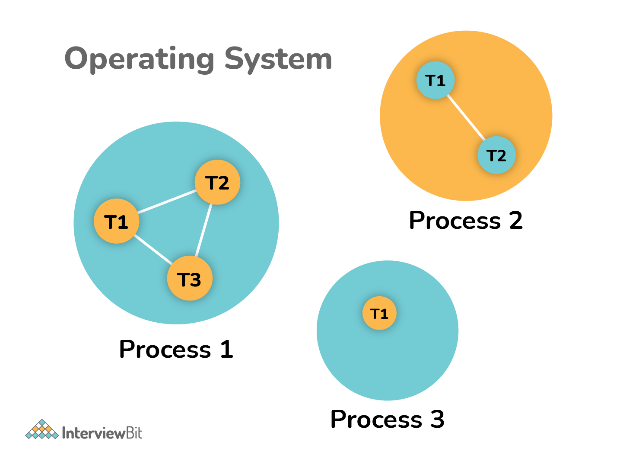 Operating System
T1
T2
Process 2
T2
T1
T3
Process 1
T1
Process 3
InterviewBit